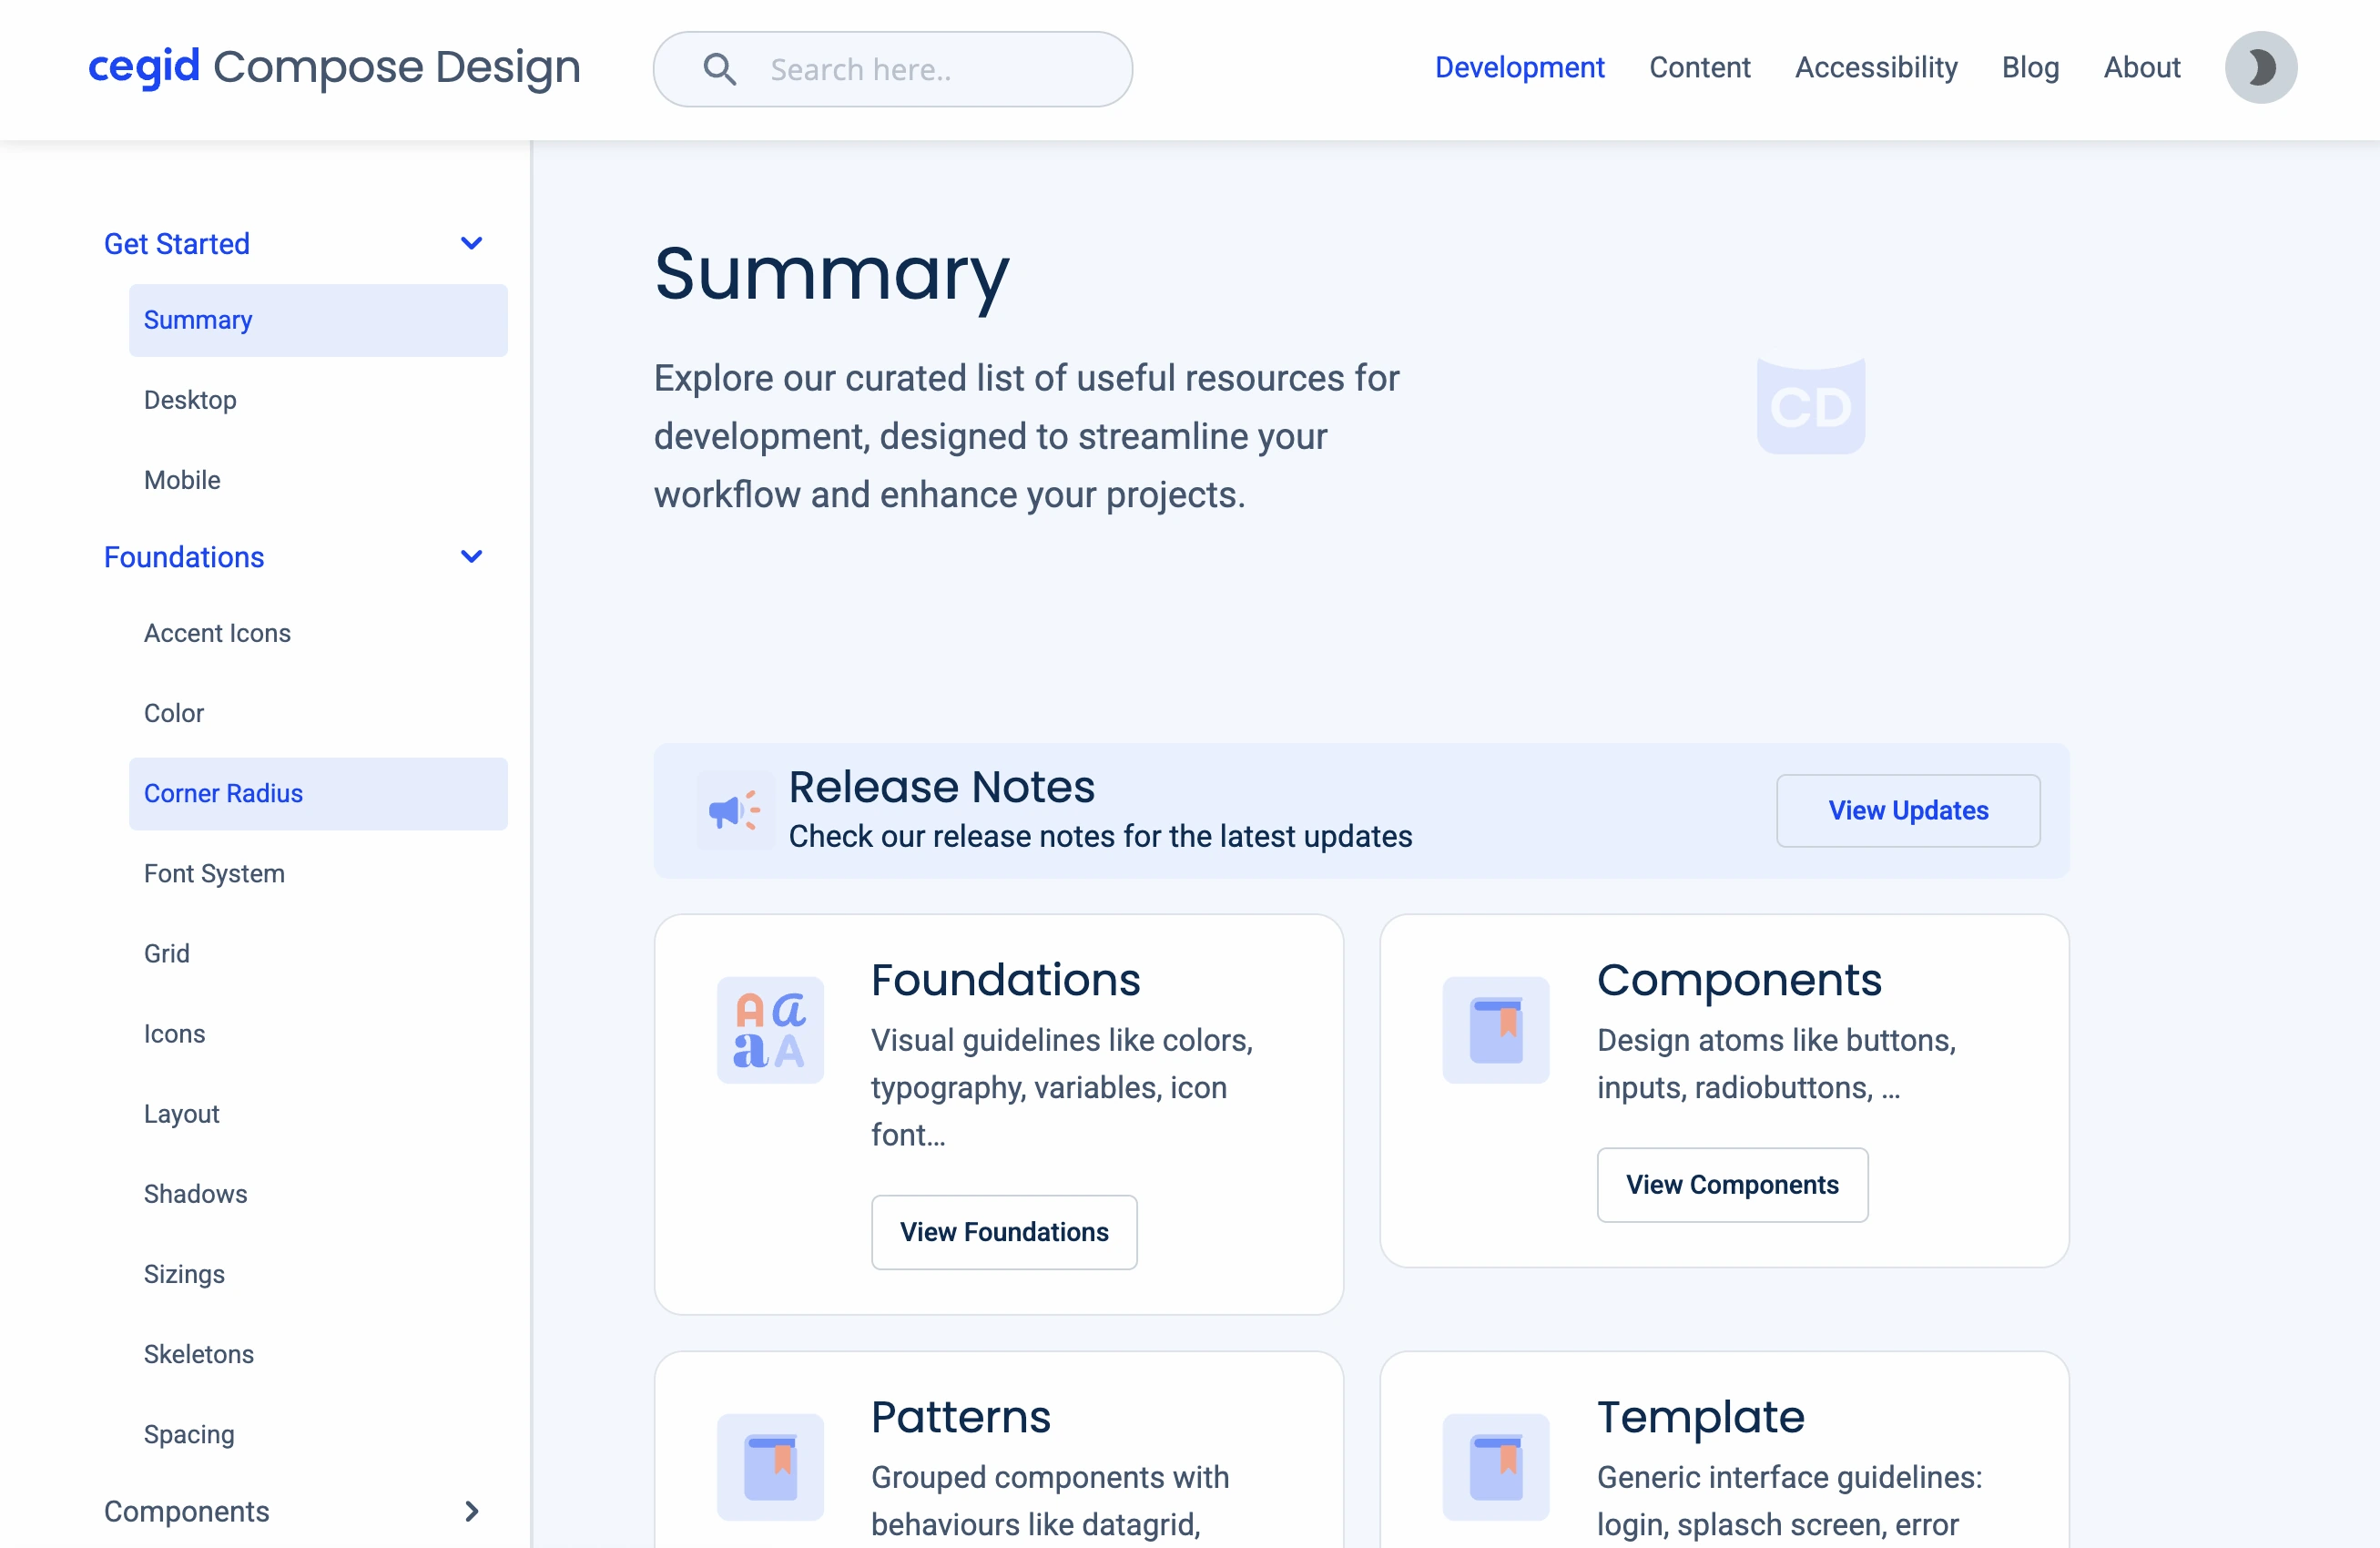 cegid Compose Design
Search here..
Development
Content
Accessibility
Blog
About
Get Started
Summary
Desktop
Mobile
Foundations
Accent Icons
Color
Corner Radius
Font System
Grid
Icons
Layout
Shadows
Sizings
Skeletons
Spacing
Components
Summary
Explore our curated list of useful resources for
development, designed to streamline your
workflow and enhance your projects.
CD
Release Notes
Check our release notes for the latest updates
View Updates
Foundations
Visual guidelines like colors,
typography, variables, icon
font...
View Foundations
Components
Design atoms like buttons,
inputs, radiobuttons, ...
View Components
Patterns
Grouped components with
behaviours like datagrid,
Template
Generic interface guidelines:
login, splasch screen, error